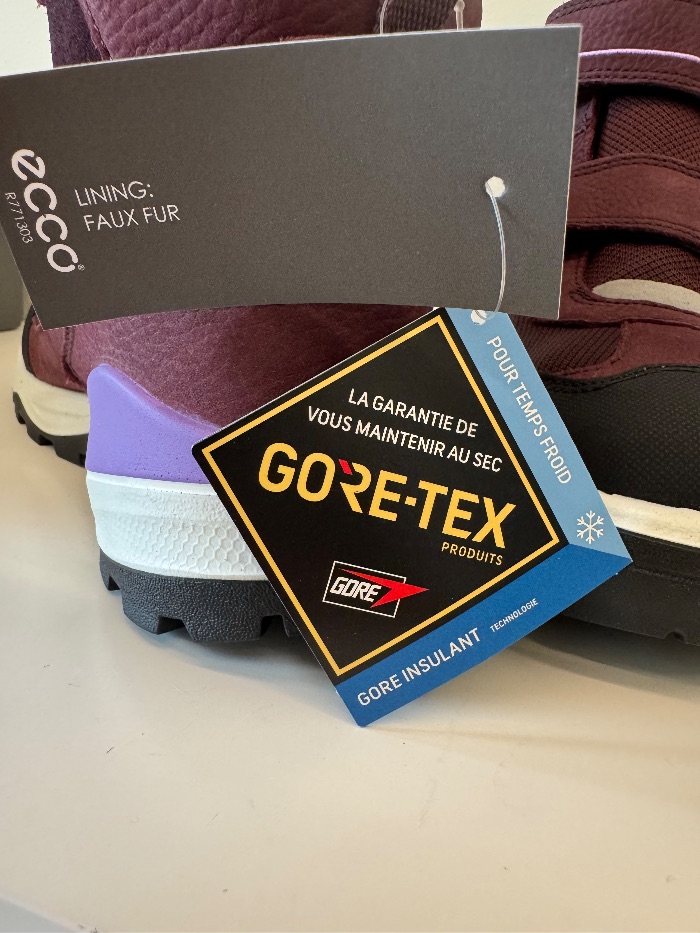 ecco®
R771303
LINING:
FAUX FUR
LA GARANTIE DE
VOUS MAINTENIR AU SEC
GORE-TEX
PRODUITS
GORE
POUR TEMPS FROID
GORE INSULANT TECHNOLOGIE